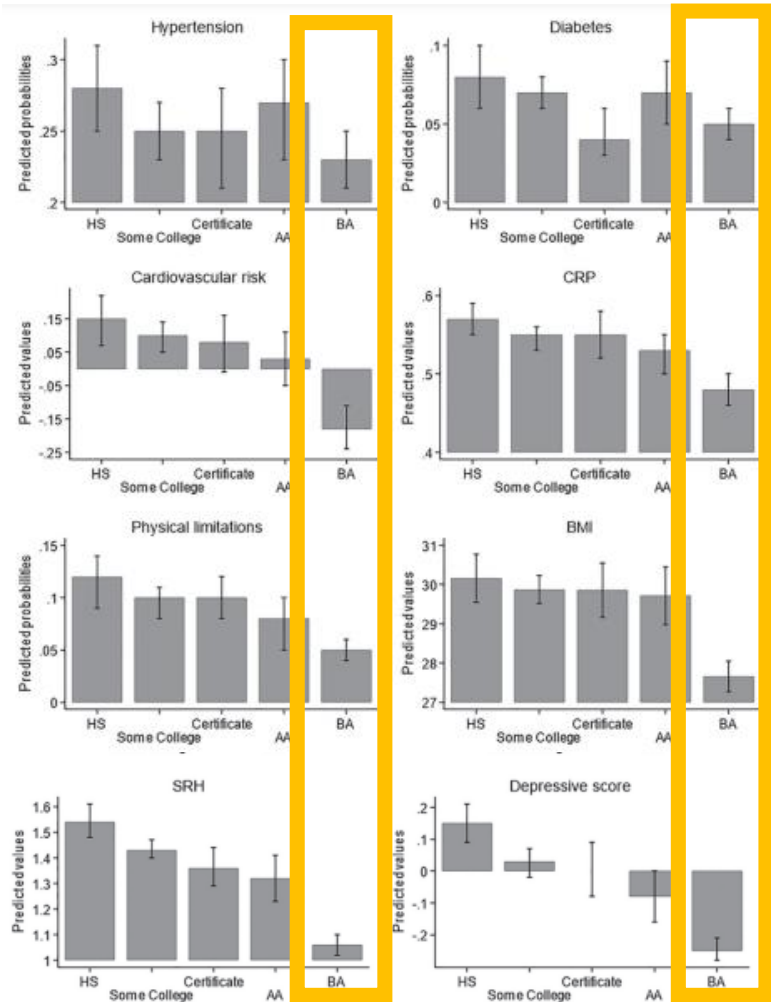 Hypertension
Predicted probabilities
.3
.25
.2
HS
Some College
Certificate
AA
BA
Diabetes
Predicted probabilities
.1
.05
0
HS
Some College
Certificate
AA
BA
Cardiovascular risk
Predicted values
.15
.05
-.05
-.15
-.25
HS
Some College
Certificate
AA
BA
CRP
Predicted values
.6
.5
.4
HS
Some College
Certificate
AA
BA
Physical limitations
Predicted probabilities
.15
.1
.05
0
HS
Some College
Certificate
AA
BA
BMI
Predicted values
31
30
29
28
27
HS
Some College
Certificate
AA
BA
SRH
Predicted values
1.6
1.5
1.4
1.3
1.2
1.1
1
HS
Some College
Certificate
AA
BA
Depressive score
Predicted values
.2
.1
0
-.1
-.2
HS
Some College
Certificate
AA
BA